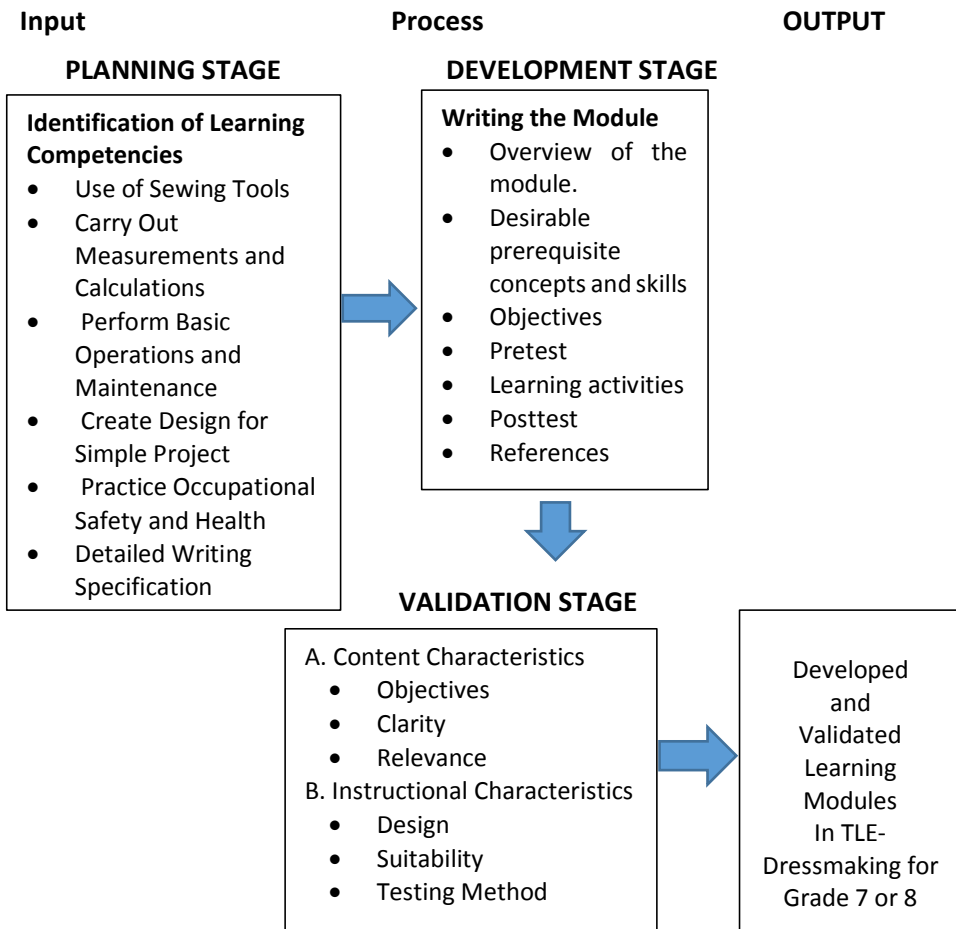 Input
Process
OUTPUT
PLANNING STAGE
Identification of Learning
Competencies
• Use of Sewing Tools
• Carry Out
Measurements and
Calculations
• Perform Basic
Operations and
Maintenance
• Create Design for
Simple Project
• Practice Occupational
Safety and Health
• Detailed Writing
Specification
DEVELOPMENT STAGE
Writing the Module
• Overview of the
module.
• Desirable
prerequisite
concepts and skills
• Objectives
• Pretest
• Learning activities
• Posttest
• References
VALIDATION STAGE
A. Content Characteristics
• Objectives
• Clarity
• Relevance
B. Instructional Characteristics
• Design
• Suitability
• Testing Method
Developed
and
Validated
Learning
Modules
In TLE-
Dressmaking for
Grade 7 or 8